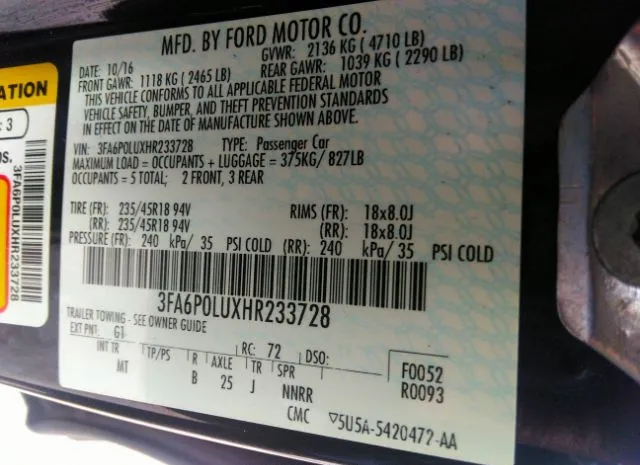 MFD. BY FORD MOTOR CO.
DATE: 10/16 GVWR: 2136 KG ( 4710 LB)
FRONT GAWR: 1118 KG ( 2465 LB) REAR GAWR: 1039 KG ( 2290 LB)
THIS VEHICLE CONFORMS TO ALL APPLICABLE FEDERAL MOTOR
VEHICLE SAFETY, BUMPER, AND THEFT PREVENTION STANDARDS
IN EFFECT ON THE DATE OF MANUFACTURE SHOWN ABOVE.
VIN: 3FA6P0LUXHR233728 TYPE: Passenger Car
MAXIMUM LOAD = OCCUPANTS + LUGGAGE = 375KG/ 827LB
OCCUPANTS = 5 TOTAL; 2 FRONT, 3 REAR
TIRE (FR): 235/45R18 94V RIMS (FR): 18x8.0J
(RR): 235/45R18 94V (RR): 18x8.0J
PRESSURE (FR): 240 kPa/ 35 PSI COLD (RR): 240 kPa/ 35 PSI COLD
3FA6P0LUXHR233728
TRAILER TOWING - SEE OWNER GUIDE
EXT PNT: G1 RC: 72 DSO:
INT TR TP/PS R AXLE TR SPR F0052
MT B 25 J NNRR R0093
CMC ▽5U5A-5420472-AA
ATION
: 3
OS.
3FA6P0LUXHR233728